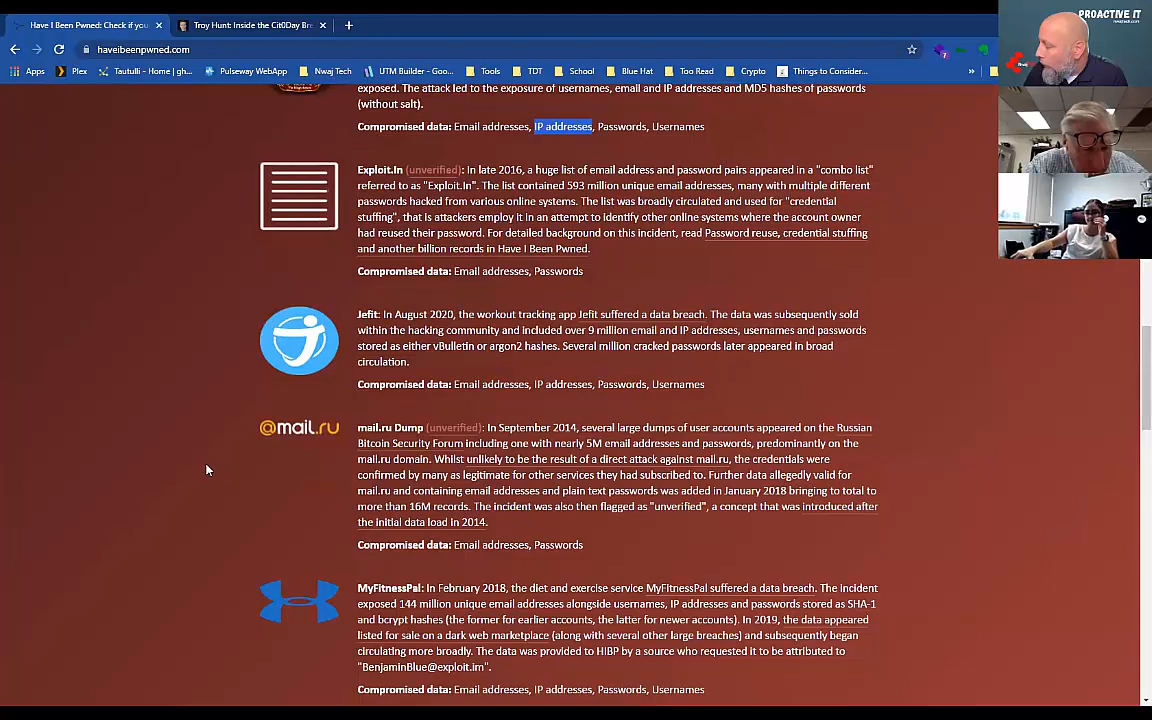 Have I Been Pwned: Check if you
Troy Hunt: Inside the Cit0Day Bre
PROACTIVE IT
haveibeenpwned.com
Apps
Plex
Tautulli - Home | gh...
Pulseway WebApp
Nwaj Tech
UTM Builder - Goo...
Tools
TDT
School
Blue Hat
Too Read
Crypto
Things to Consider...
»
exposed. The attack led to the exposure of usernames, email and IP addresses and MD5 hashes of passwords
(without salt).
Compromised data: Email addresses, IP addresses, Passwords, Usernames
Exploit.In (unverified): In late 2016, a huge list of email address and password pairs appeared in a "combo list"
referred to as "Exploit.In". The list contained 593 million unique email addresses, many with multiple different
passwords hacked from various online systems. The list was broadly circulated and used for "credential
stuffing", that is attackers employ it in an attempt to identify other online systems where the account owner
had reused their password. For detailed background on this incident, read Password reuse, credential stuffing
and another billion records in Have I Been Pwned.
Compromised data: Email addresses, Passwords
Jefit: In August 2020, the workout tracking app Jefit suffered a data breach. The data was subsequently sold
within the hacking community and included over 9 million email and IP addresses, usernames and passwords
stored as either vBulletin or argon2 hashes. Several million cracked passwords later appeared in broad
circulation.
Compromised data: Email addresses, IP addresses, Passwords, Usernames
@mail.ru
mail.ru Dump (unverified): In September 2014, several large dumps of user accounts appeared on the Russian
Bitcoin Security Forum including one with nearly 5M email addresses and passwords, predominantly on the
mail.ru domain. Whilst unlikely to be the result of a direct attack against mail.ru, the credentials were
confirmed by many as legitimate for other services they had subscribed to. Further data allegedly valid for
mail.ru and containing email addresses and plain text passwords was added in January 2018 bringing to total to
more than 16M records. The incident was also then flagged as "unverified", a concept that was introduced after
the initial data load in 2014.
Compromised data: Email addresses, Passwords
MyFitnessPal: In February 2018, the diet and exercise service MyFitnessPal suffered a data breach. The incident
exposed 144 million unique email addresses alongside usernames, IP addresses and passwords stored as SHA-1
and bcrypt hashes (the former for earlier accounts, the latter for newer accounts). In 2019, the data appeared
listed for sale on a dark web marketplace (along with several other large breaches) and subsequently began
circulating more broadly. The data was provided to HIBP by a source who requested it to be attributed to
"BenjaminBlue@exploit.im".
Compromised data: Email addresses, IP addresses, Passwords, Usernames